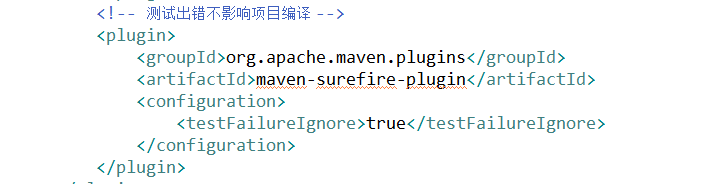 <!-- 测试出错不影响项目编译 -->
<plugin>
<groupId>org.apache.maven.plugins</groupId>
<artifactId>maven-surefire-plugin</artifactId>
<configuration>
<testFailureIgnore>true</testFailureIgnore>
</configuration>
</plugin>